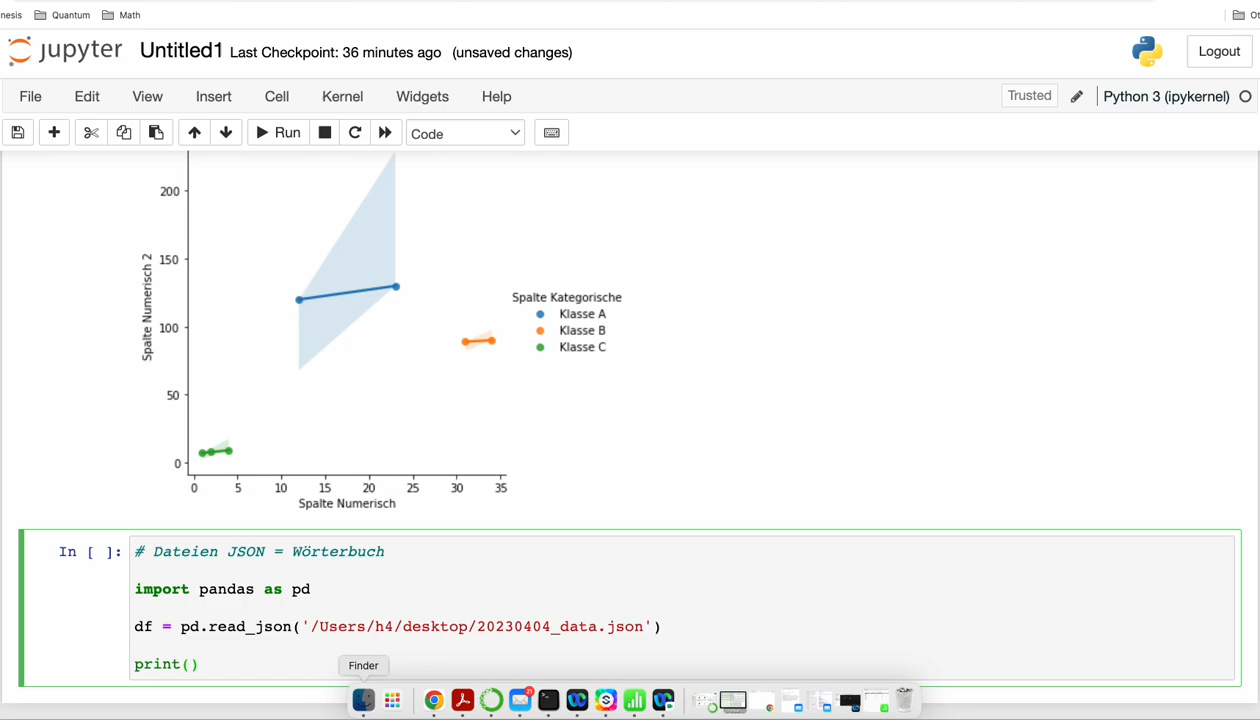 nesis Quantum Math Ot
jupyter Untitled1 Last Checkpoint: 36 minutes ago (unsaved changes) Logout
File Edit View Insert Cell Kernel Widgets Help Trusted Python 3 (ipykernel)
Run Code
200
150
100
50
0
Spalte Numerisch 2
0 5 10 15 20 25 30 35
Spalte Numerisch
Spalte Kategorische
Klasse A
Klasse B
Klasse C
In [ ]: # Dateien JSON = Wörterbuch
import pandas as pd
df = pd.read_json('/Users/h4/desktop/20230404_data.json')
print()
Finder
21